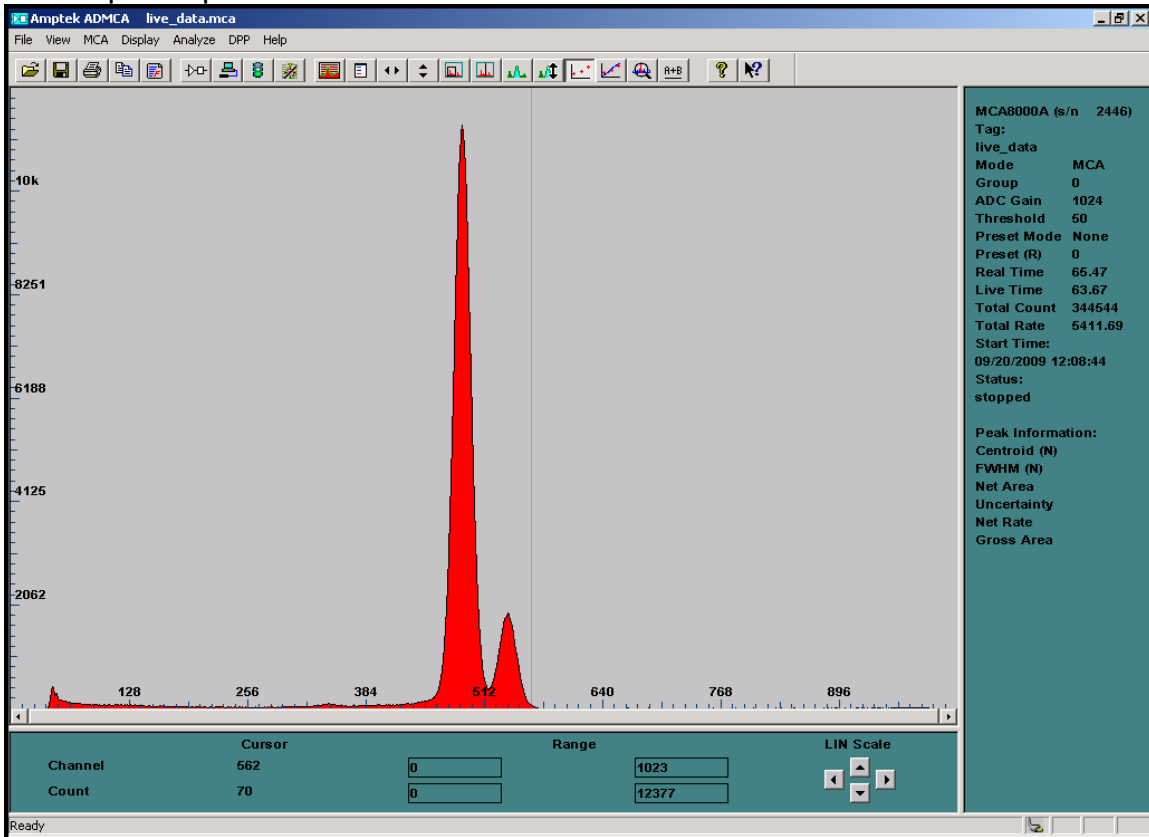 Amptek ADMCA live_data.mca
File View MCA Display Analyze DPP Help
A+B
MCA8000A (s/n 2446)
Tag:
live_data
Mode MCA
Group 0
ADC Gain 1024
Threshold 50
Preset Mode None
Preset (R) 0
Real Time 65.47
Live Time 63.67
Total Count 344544
Total Rate 5411.69
Start Time:
09/20/2009 12:08:44
Status:
stopped
Peak Information:
Centroid (N)
FWHM (N)
Net Area
Uncertainty
Net Rate
Gross Area
10k
8251
6188
4125
2062
128 256 384 512 640 768 896
Cursor Range LIN Scale
Channel 562 0 1023
Count 70 0 12377
Ready